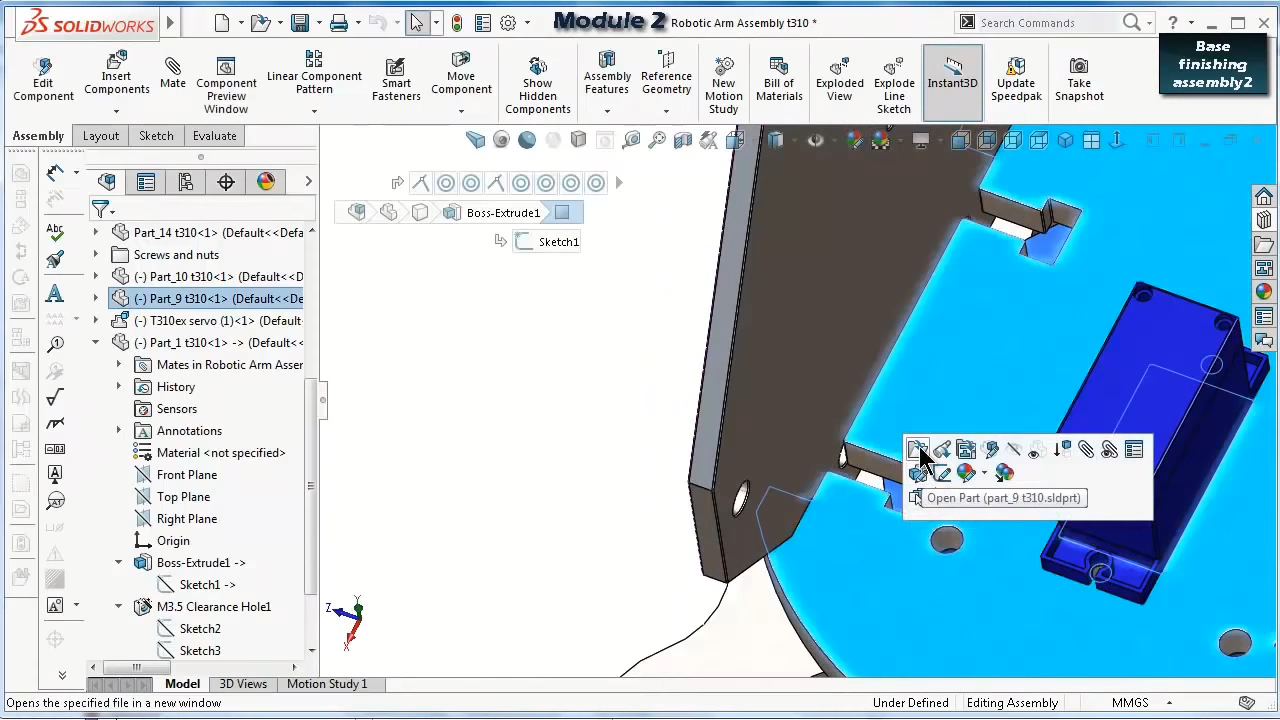 SOLIDWORKS
Module 2
Robotic Arm Assembly t310 *
Search Commands
?
Base
finishing
assembly2
Edit
Component
Insert
Components
Mate
Component
Preview
Window
Linear Component
Pattern
Smart
Fasteners
Move
Component
Show
Hidden
Components
Assembly
Features
Reference
Geometry
New
Motion
Study
Bill of
Materials
Exploded
View
Explode
Line
Sketch
Instant3D
Update
Speedpak
Take
Snapshot
Assembly
Layout
Sketch
Evaluate
Boss-Extrude1
Sketch1
Abc
Part_14 t310<1> (Default<<Defa
Screws and nuts
(-) Part_10 t310<1> (Default<<D
(-) Part_9 t310<1> (Default<<De
(-) T310ex servo (1)<1> (Default
(-) Part_1 t310<1> -> (Default<<
Mates in Robotic Arm Asser
History
Sensors
Annotations
Material <not specified>
Front Plane
Top Plane
Right Plane
Origin
Boss-Extrude1 ->
Sketch1 ->
M3.5 Clearance Hole1
Sketch2
Sketch3
Open Part (part_9 t310.sldprt)
Y
Z
X
Model
3D Views
Motion Study 1
Opens the specified file in a new window
Under Defined
Editing Assembly
MMGS